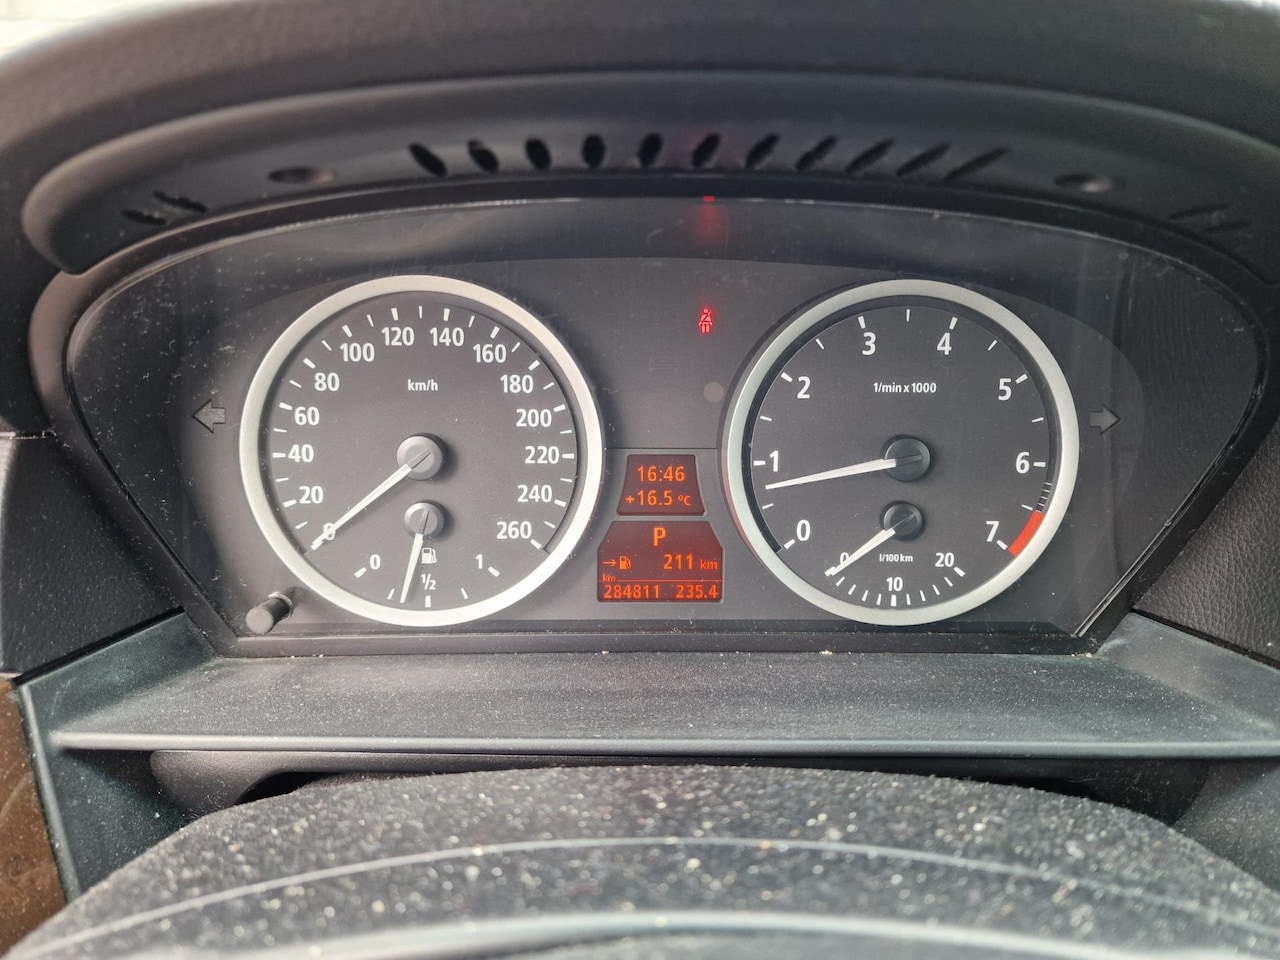 120 140
100 160
80 km/h 180
60 200
40 220
20 240
0 260
0 1/2 1
16:46
+16.5 °C
P
211 km
km
284811 235.4
3 4
2 1/min x 1000 5
1 6
0 7
0 l/100km 20
10